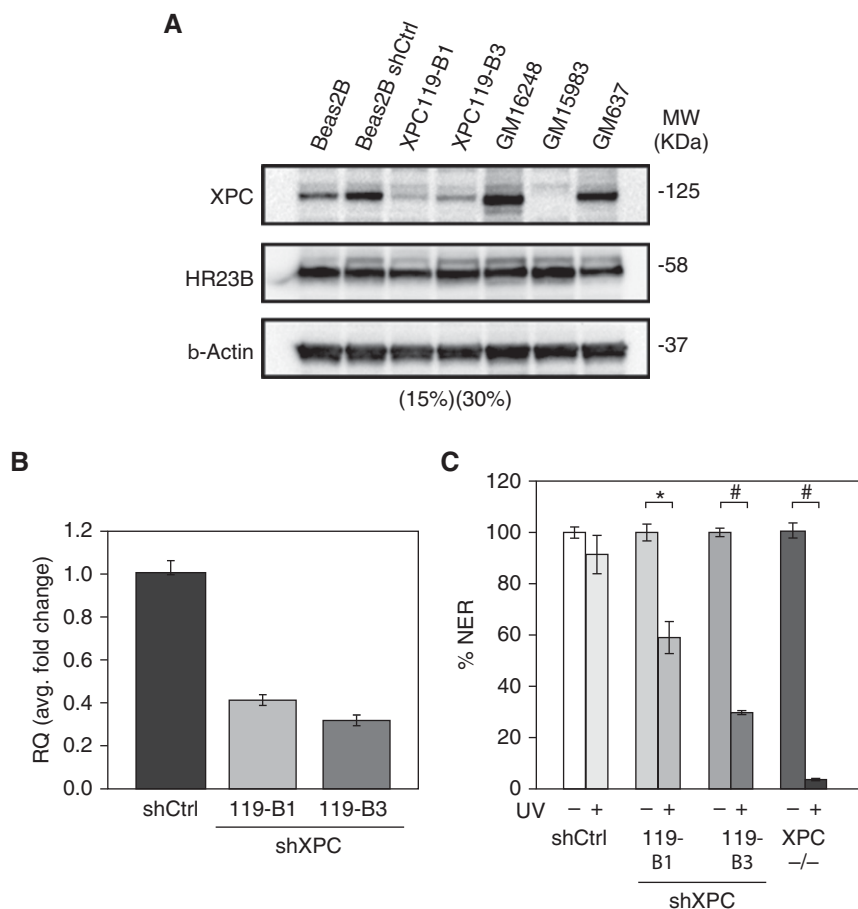 A
Beas2B
Beas2B shCtrl
XPC119-B1
XPC119-B3
GM16248
GM15983
GM637
MW
(KDa)
XPC
-125
HR23B
-58
b-Actin
-37
(15%)(30%)
B
RQ (avg. fold change)
1.2
1.0
0.8
0.6
0.4
0.2
0.0
shCtrl
119-B1
119-B3
shXPC
C
% NER
120
100
80
60
40
20
0
*
#
#
UV − + − + − + − +
shCtrl
119-
B1
119-
B3
XPC
−/−
shXPC